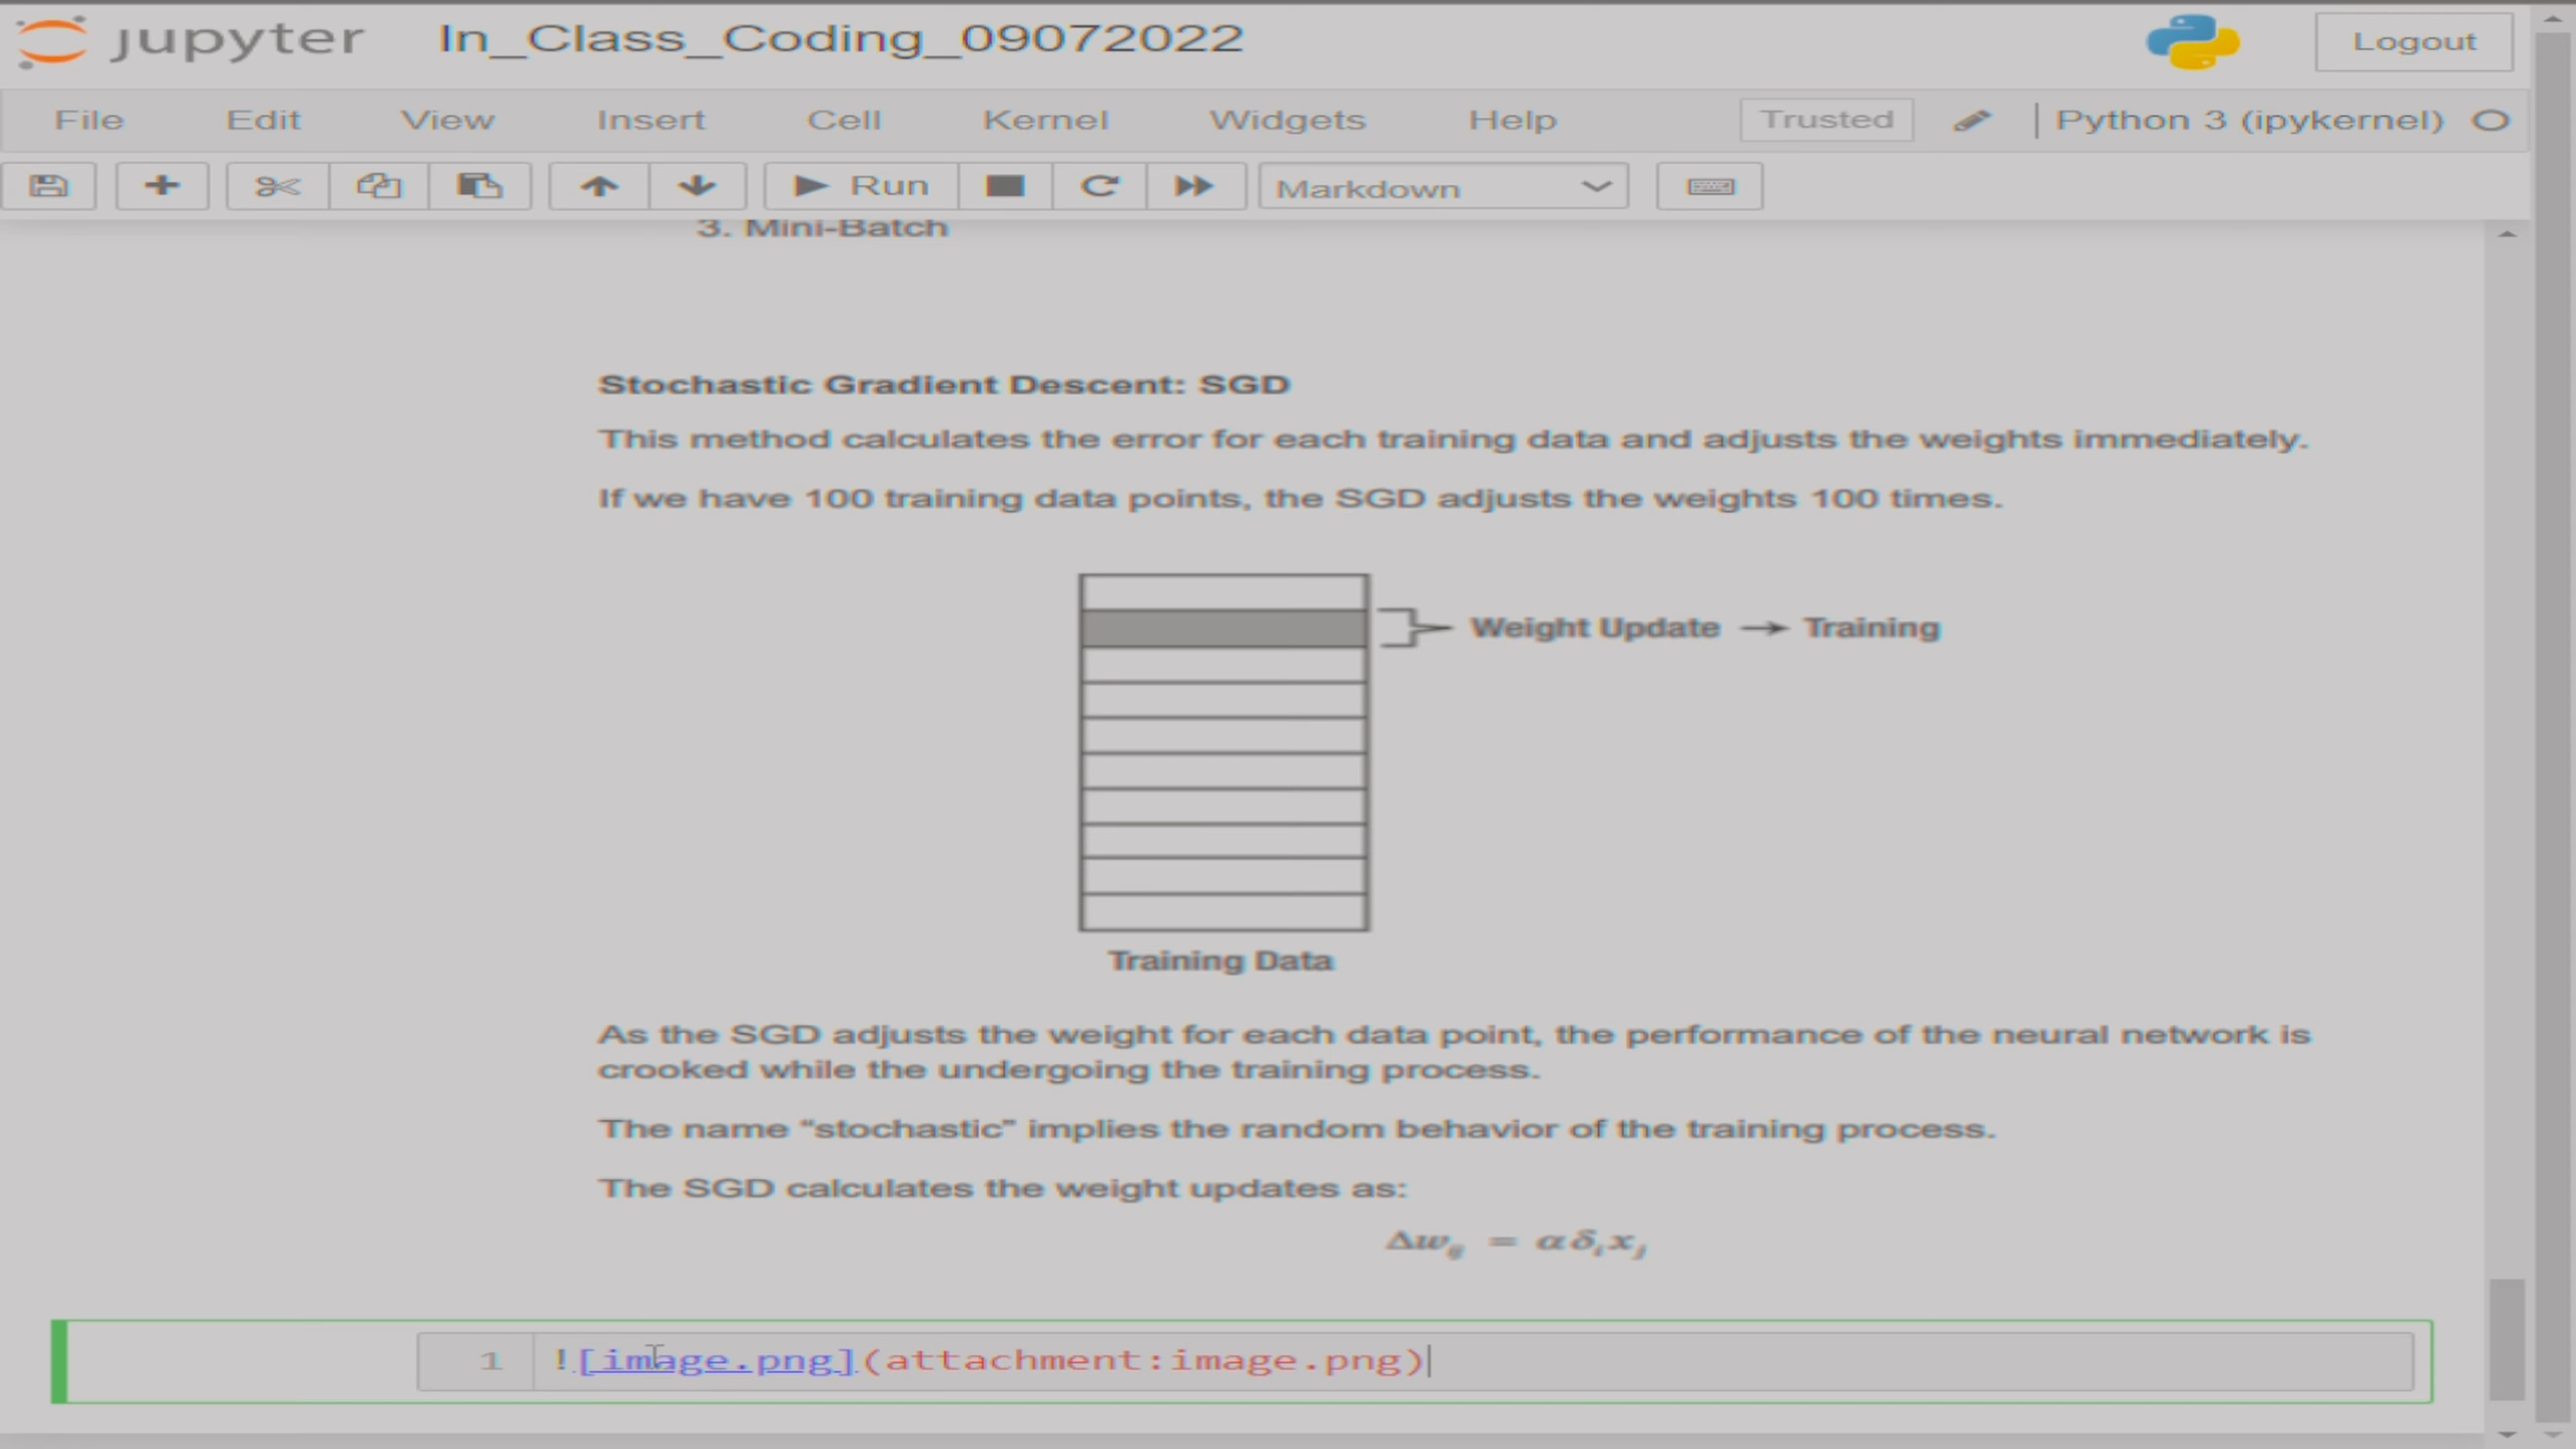 jupyter In_Class_Coding_09072022 Logout
File Edit View Insert Cell Kernel Widgets Help Trusted Python 3 (ipykernel)
Run Markdown
3. Mini-Batch
Stochastic Gradient Descent: SGD
This method calculates the error for each training data and adjusts the weights immediately.
If we have 100 training data points, the SGD adjusts the weights 100 times.
Weight Update → Training
Training Data
As the SGD adjusts the weight for each data point, the performance of the neural network is
crooked while the undergoing the training process.
The name “stochastic” implies the random behavior of the training process.
The SGD calculates the weight updates as:
Δw_ij = α δ_i x_j
1 ![image.png](attachment:image.png)